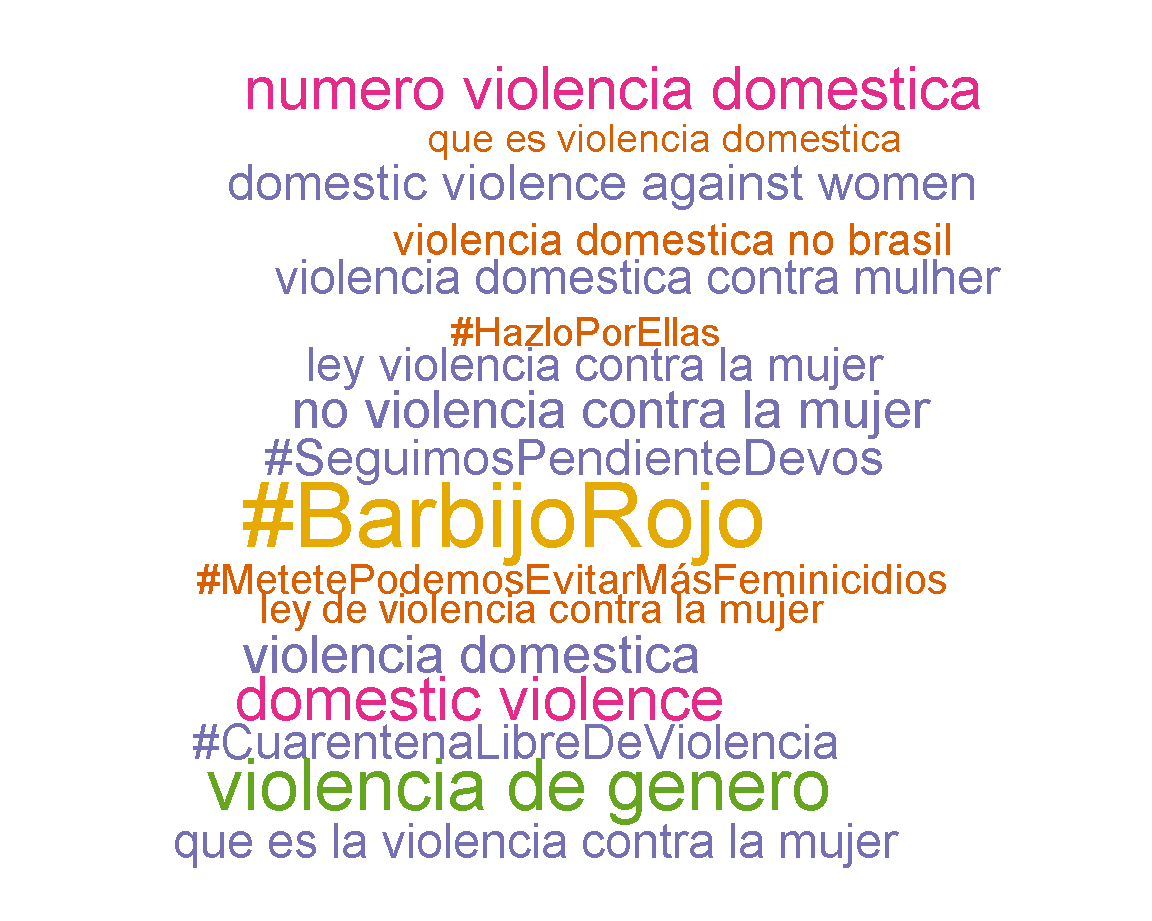 numero violencia domestica
que es violencia domestica
domestic violence against women
violencia domestica no brasil
violencia domestica contra mulher
#HazloPorEllas
ley violencia contra la mujer
no violencia contra la mujer
#SeguimosPendienteDevos
#BarbijoRojo
#MetetePodemosEvitarMásFeminicidios
ley de violencia contra la mujer
violencia domestica
domestic violence
#CuarentenaLibreDeViolencia
violencia de genero
que es la violencia contra la mujer